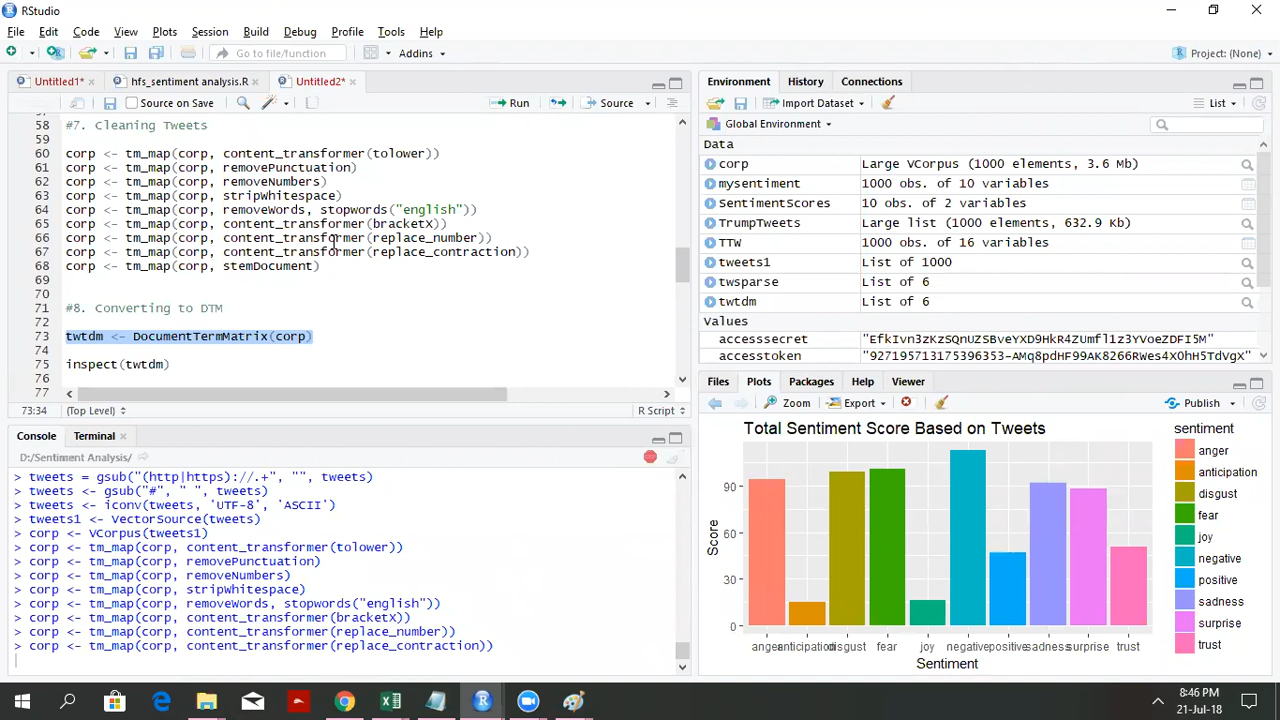 RStudio
File Edit Code View Plots Session Build Debug Profile Tools Help
Go to file/function Addins Project: (None)
Untitled1* hfs_sentiment analysis.R Untitled2*
Source on Save Run Source
58 #7. Cleaning Tweets
59
60 corp <- tm_map(corp, content_transformer(tolower))
61 corp <- tm_map(corp, removePunctuation)
62 corp <- tm_map(corp, removeNumbers)
63 corp <- tm_map(corp, stripWhitespace)
64 corp <- tm_map(corp, removeWords, stopwords("english"))
65 corp <- tm_map(corp, content_transformer(bracketX))
66 corp <- tm_map(corp, content_transformer(replace_number))
67 corp <- tm_map(corp, content_transformer(replace_contraction))
68 corp <- tm_map(corp, stemDocument)
69
70
71 #8. Converting to DTM
72
73 twtdm <- DocumentTermMatrix(corp)
74
75 inspect(twtdm)
76
77
73:34 (Top Level) R Script
Console Terminal
D:/Sentiment Analysis/
> tweets = gsub("(http|https)://.+", "", tweets)
> tweets <- gsub("#", " ", tweets)
> tweets <- iconv(tweets, 'UTF-8', 'ASCII')
> tweets1 <- VectorSource(tweets)
> corp <- VCorpus(tweets1)
> corp <- tm_map(corp, content_transformer(tolower))
> corp <- tm_map(corp, removePunctuation)
> corp <- tm_map(corp, removeNumbers)
> corp <- tm_map(corp, stripWhitespace)
> corp <- tm_map(corp, removeWords, stopwords("english"))
> corp <- tm_map(corp, content_transformer(bracketX))
> corp <- tm_map(corp, content_transformer(replace_number))
> corp <- tm_map(corp, content_transformer(replace_contraction))
Environment History Connections
Import Dataset List
Global Environment
Data
corp Large VCorpus (1000 elements, 3.6 Mb)
mysentiment 1000 obs. of 10 variables
SentimentScores 10 obs. of 2 variables
TrumpTweets Large list (1000 elements, 632.9 Kb)
TTW 1000 obs. of 16 variables
tweets1 List of 1000
twsparse List of 6
twtdm List of 6
Values
accesssecret
accesstoken
Files Plots Packages Help Viewer
Zoom Export Publish
Total Sentiment Score Based on Tweets
Score
90
60
30
0
anger anticipation disgust fear joy negative positive sadness surprise trust
Sentiment
sentiment
anger
anticipation
disgust
fear
joy
negative
positive
sadness
surprise
trust
8:46 PM
21-Jul-18